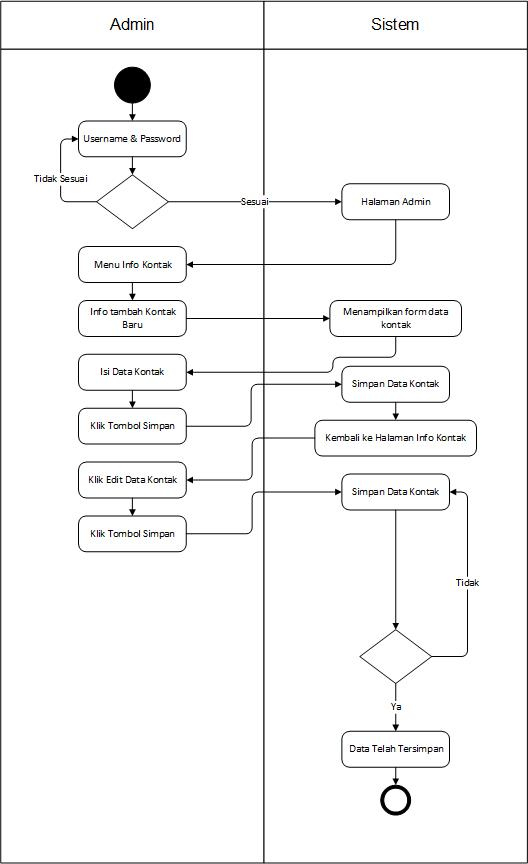 Admin
Sistem
Username & Password
Tidak Sesuai
Sesuai
Halaman Admin
Menu Info Kontak
Info tambah Kontak
Baru
Menampilkan form data
kontak
Isi Data Kontak
Simpan Data Kontak
Klik Tombol Simpan
Kembali ke Halaman Info Kontak
Klik Edit Data Kontak
Simpan Data Kontak
Klik Tombol Simpan
Tidak
Ya
Data Telah Tersimpan